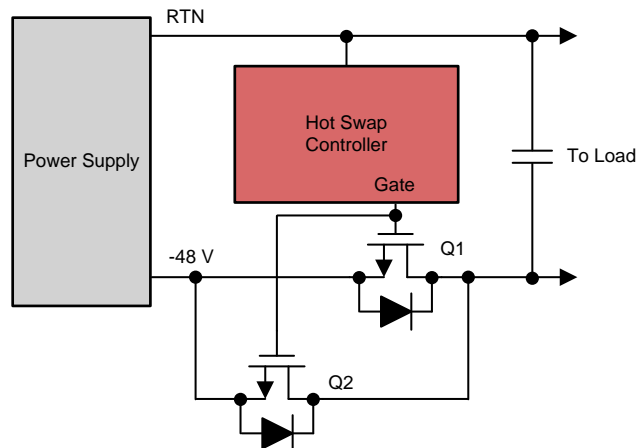 RTN
Hot Swap
Controller
Power Supply
To Load
Gate
-48 V
Q1
Q2